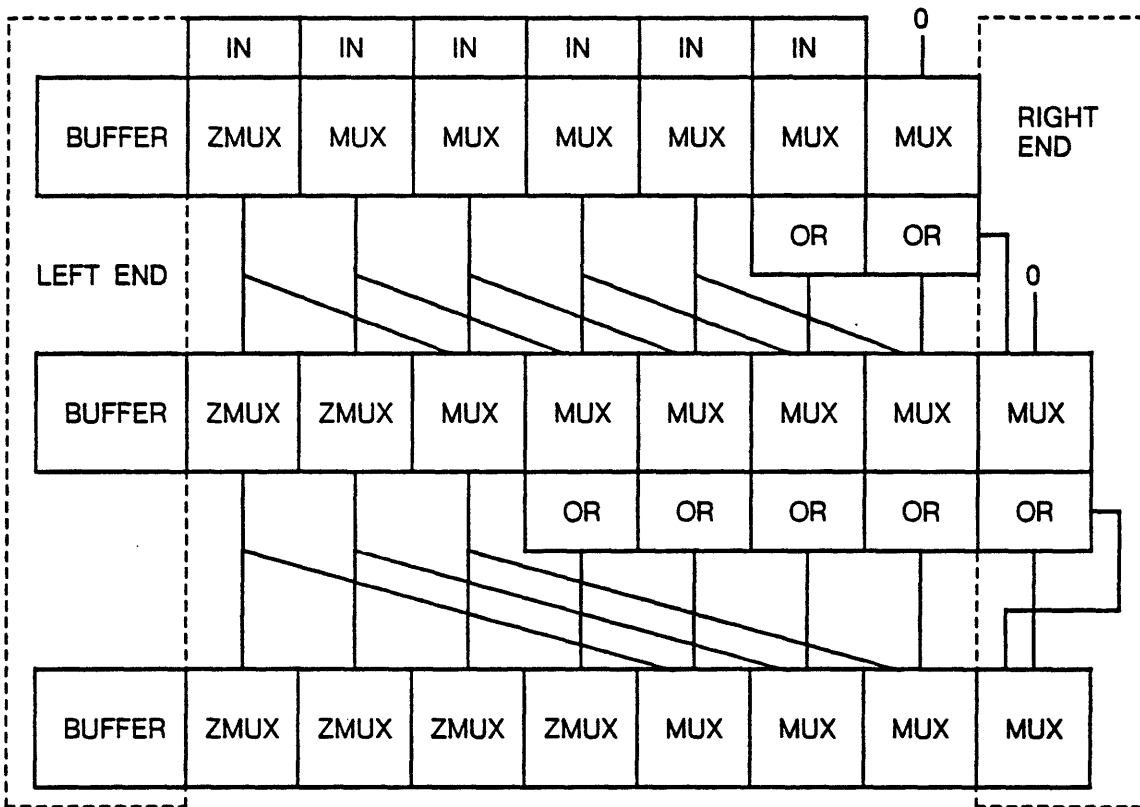 0
IN IN IN IN IN IN
BUFFER ZMUX MUX MUX MUX MUX MUX MUX
RIGHT
END
OR OR
LEFT END
0
BUFFER ZMUX ZMUX MUX MUX MUX MUX MUX MUX
OR OR OR OR OR
BUFFER ZMUX ZMUX ZMUX ZMUX MUX MUX MUX MUX